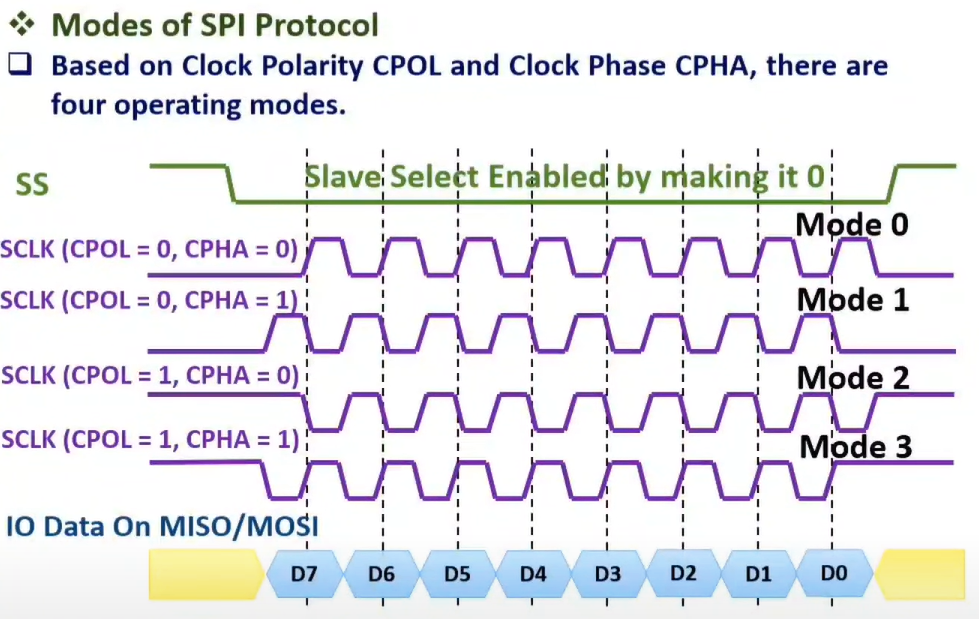 ❖ Modes of SPI Protocol
❑ Based on Clock Polarity CPOL and Clock Phase CPHA, there are
four operating modes.
SS
Slave Select Enabled by making it 0
Mode 0
SCLK (CPOL = 0, CPHA = 0)
SCLK (CPOL = 0, CPHA = 1)
Mode 1
SCLK (CPOL = 1, CPHA = 0)
Mode 2
SCLK (CPOL = 1, CPHA = 1)
Mode 3
IO Data On MISO/MOSI
D7 D6 D5 D4 D3 D2 D1 D0